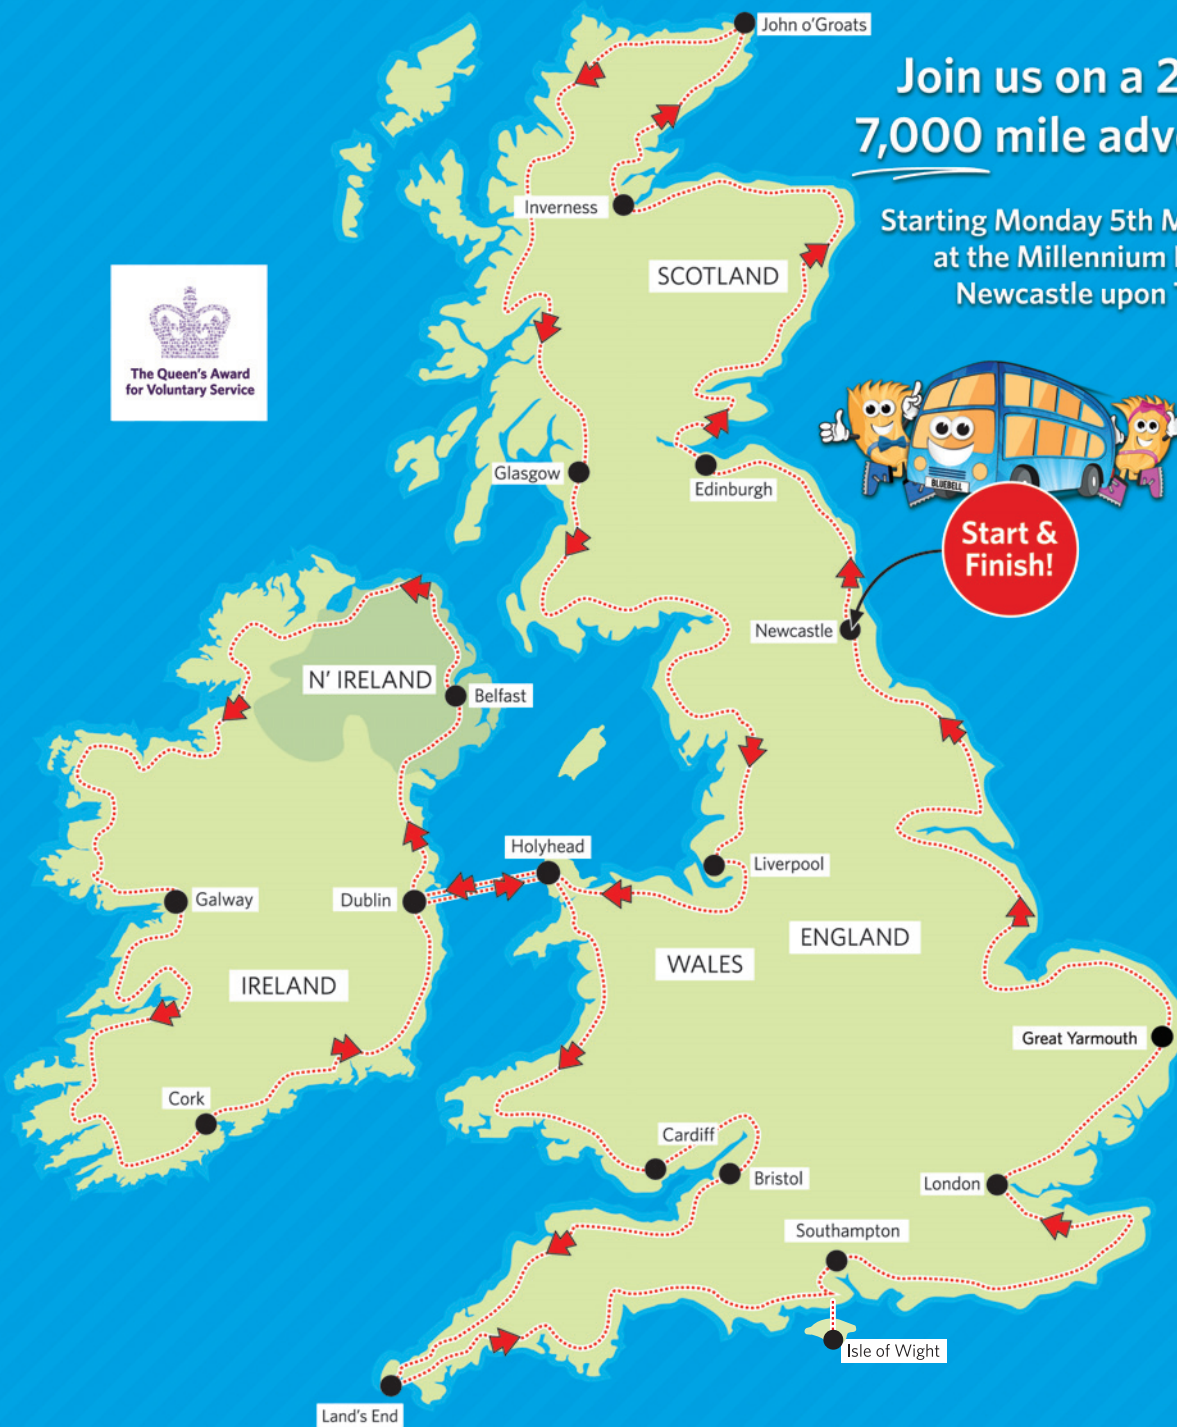 John o'Groats
Join us on a
7,000 mile
Starting Monday 5th
at the Millennium
Newcastle upon
Inverness
SCOTLAND
The Queen's Award
for Voluntary Service
BLUEBELL
Glasgow
Edinburgh
Start &
Finish!
Newcastle
N' IRELAND
Belfast
Holyhead
Liverpool
Galway
Dublin
ENGLAND
WALES
IRELAND
Great Yarmouth
Cork
Cardiff
Bristol
London
Southampton
Isle of Wight
Land's End